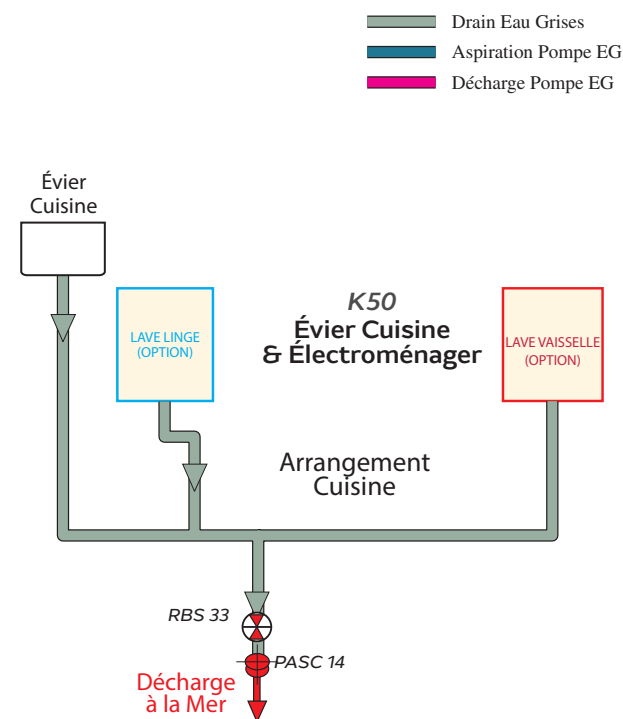 Drain Eau Grises
Aspiration Pompe EG
Décharge Pompe EG
Évier
Cuisine
K50
Évier Cuisine
& Électroménager
LAVE LINGE
(OPTION)
LAVE VAISSELLE
(OPTION)
Arrangement
Cuisine
RBS 33
PASC 14
Décharge
à la Mer